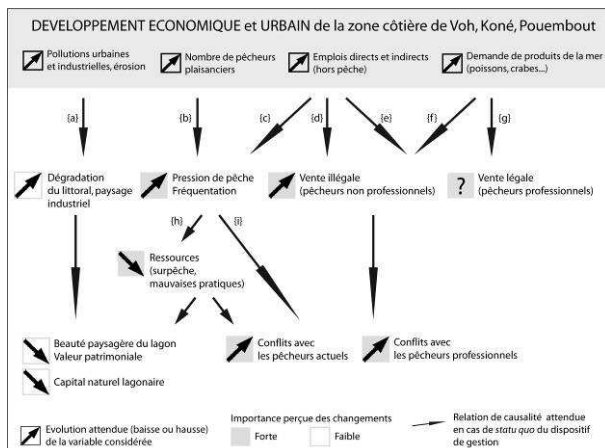 DEVELOPPEMENT ECONOMIQUE et URBAIN de la zone côtière de Voh, Koné, Pouembout
Pollutions urbaines
et industrielles, érosion
Nombre de pêcheurs
plaisanciers
Emplois directs et indirects
(hors pêche)
Demande de produits de la mer
(poissons, crabes...)
{a}
{b}
{c}
{d}
{e}
{f}
{g}
Dégradation
du littoral, paysage
industriel
Pression de pêche
Fréquentation
Vente illégale
(pêcheurs non professionnels)
?
Vente légale
(pêcheurs professionnels)
{h}
{i}
Ressources
(surpêche,
mauvaises pratiques)
Beauté paysagère du lagon
Valeur patrimoniale
Capital naturel lagonaire
Conflits avec
les pêcheurs actuels
Conflits avec
les pêcheurs professionnels
Evolution attendue (baisse ou hausse)
de la variable considérée
Importance perçue des changements
Forte
Faible
Relation de causalité attendue
en cas de statu quo du dispositif
de gestion